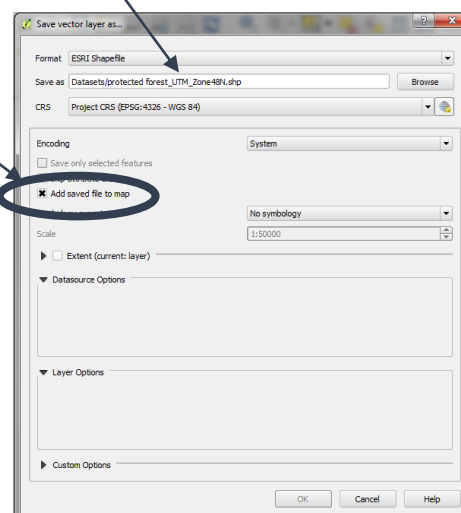 Save vector layer as...
Format ESRI Shapefile
Save as Datasets/protected forest_UTM_Zone48N.shp Browse
CRS Project CRS (EPSG:4326 - WGS 84)
Encoding System
Save only selected features
Add saved file to map
No symbology
Scale 1:50000
Extent (current: layer)
Datasource Options
Layer Options
Custom Options
OK Cancel Help